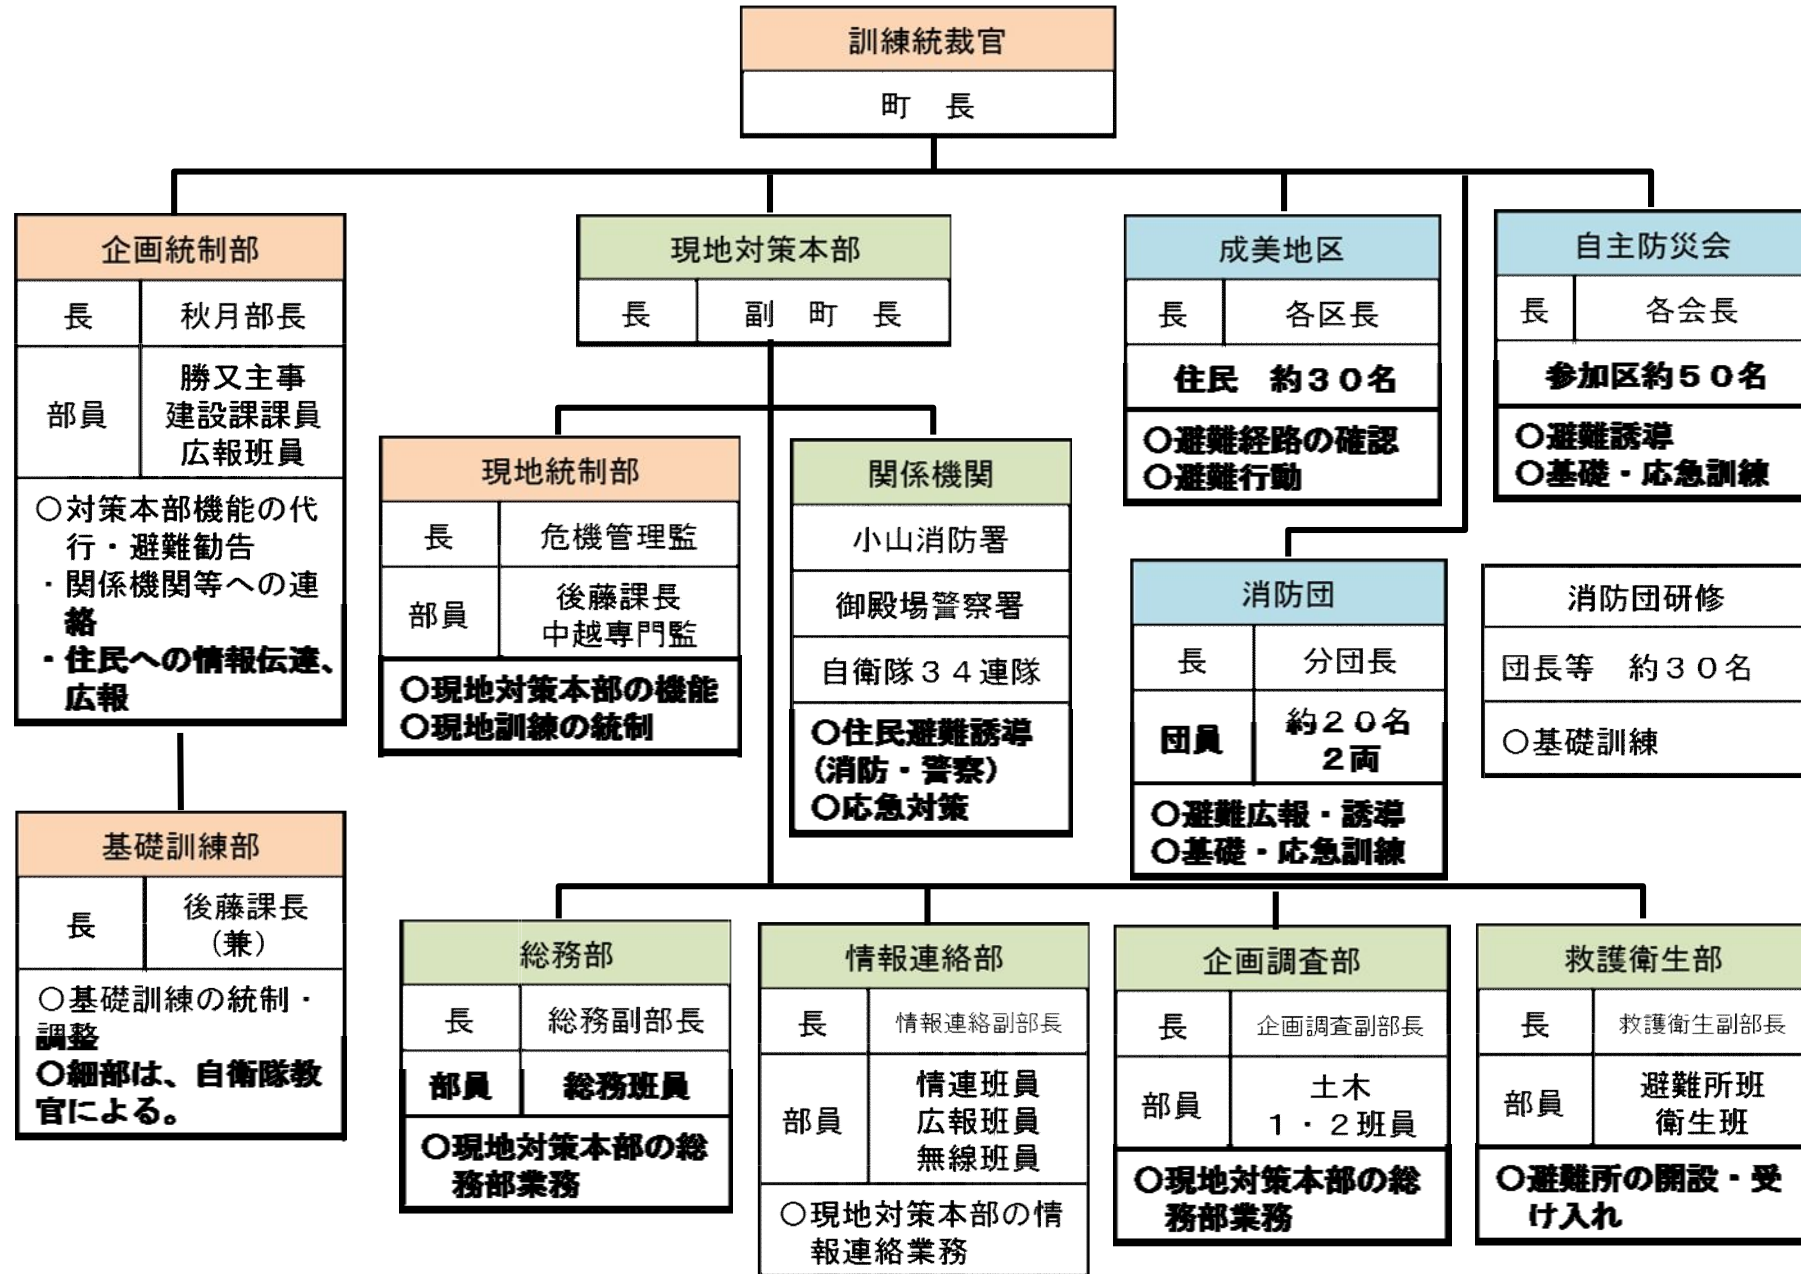 訓練統裁官
町　長
企画統制部
長　秋月部長
部員　勝又主事
建設課課員
広報班員
○対策本部機能の代
行・避難勧告
・関係機関等への連
絡
・住民への情報伝達、
広報
基礎訓練部
長　後藤課長
（兼）
○基礎訓練の統制・
調整
○細部は、自衛隊教
官による。
現地対策本部
長　副　町　長
現地統制部
長　危機管理監
部員　後藤課長
中越専門監
○現地対策本部の機能
○現地訓練の統制
関係機関
小山消防署
御殿場警察署
自衛隊３４連隊
○住民避難誘導
（消防・警察）
○応急対策
成美地区
長　各区長
住民　約３０名
○避難経路の確認
○避難行動
自主防災会
長　各会長
参加区約５０名
○避難誘導
○基礎・応急訓練
消防団
長　分団長
団員　約２０名
２両
○避難広報・誘導
○基礎・応急訓練
消防団研修
団長等　約３０名
○基礎訓練
総務部
長　総務副部長
部員　総務班員
○現地対策本部の総
務部業務
情報連絡部
長　情報連絡副部長
部員　情連班員
広報班員
無線班員
○現地対策本部の情
報連絡業務
企画調査部
長　企画調査副部長
部員　土木
１・２班員
○現地対策本部の総
務部業務
救護衛生部
長　救護衛生副部長
部員　避難所班
衛生班
○避難所の開設・受
け入れ